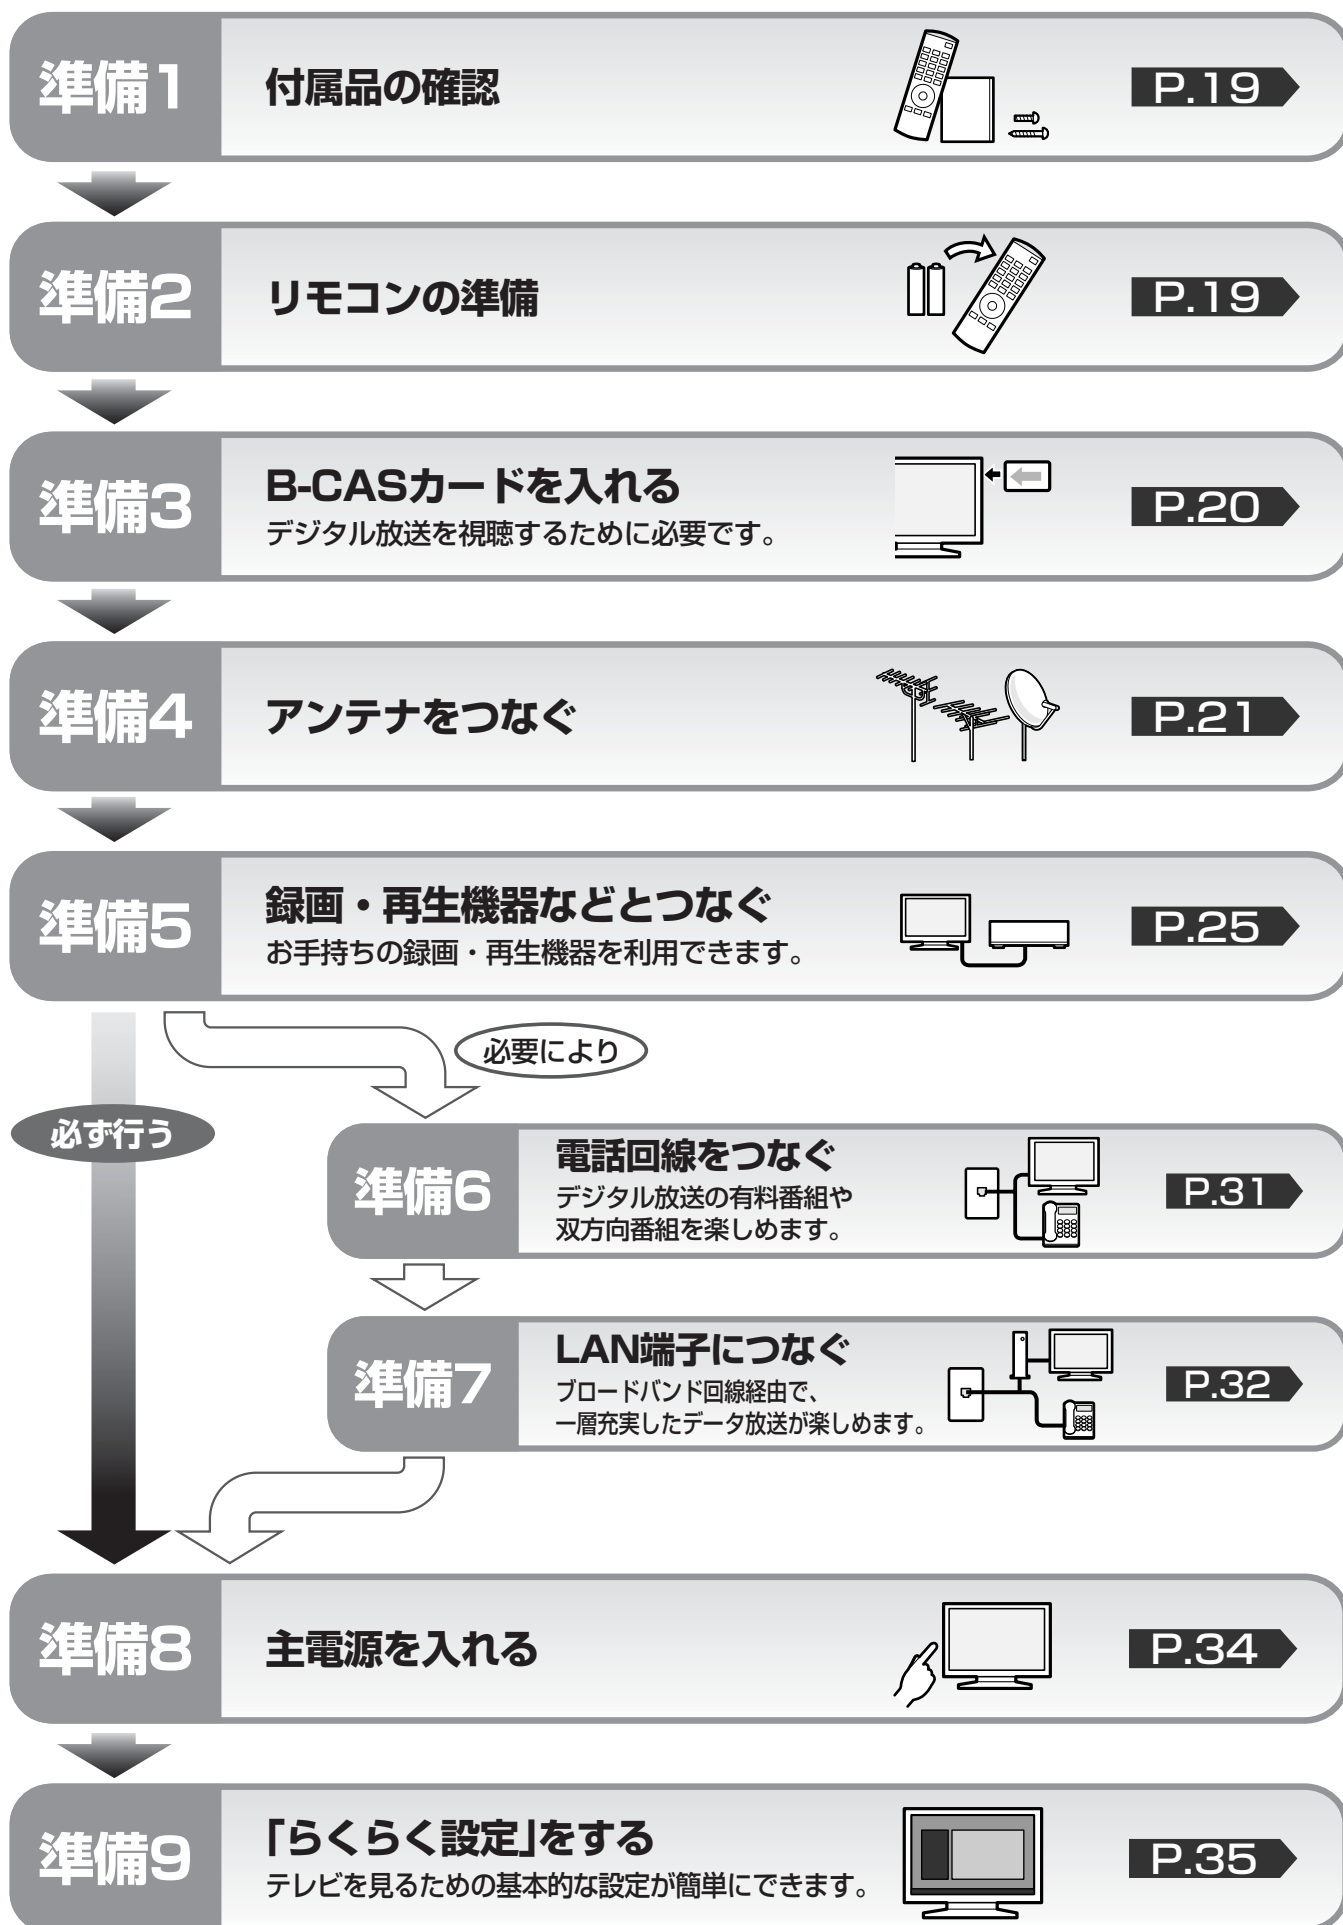 準備1
付属品の確認
P.19
準備2
リモコンの準備
P.19
準備3
B-CASカードを入れる
デジタル放送を視聴するために必要です。
P.20
準備4
アンテナをつなぐ
P.21
準備5
録画・再生機器などとつなぐ
お手持ちの録画・再生機器を利用できます。
P.25
必要により
必ず行う
準備6
電話回線をつなぐ
デジタル放送の有料番組や
双方向番組を楽しめます。
P.31
準備7
LAN端子につなぐ
ブロードバンド回線経由で、
一層充実したデータ放送が楽しめます。
P.32
準備8
主電源を入れる
P.34
準備9
「らくらく設定」をする
テレビを見るための基本的な設定が簡単にできます。
P.35